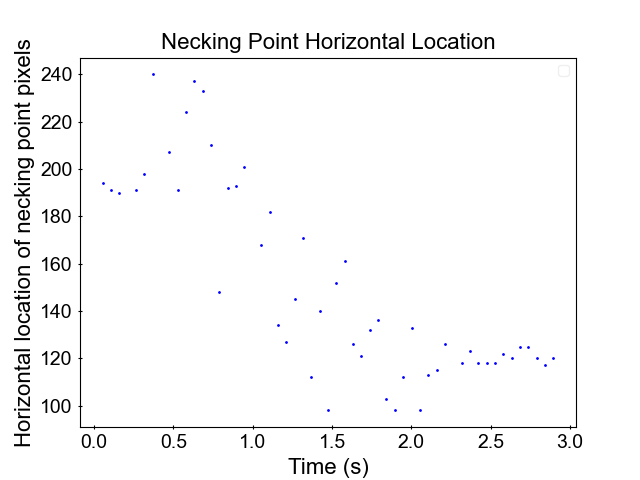 Necking Point Horizontal Location
Horizontal location of necking point pixels
240
220
200
180
160
140
120
100
0.0 0.5 1.0 1.5 2.0 2.5 3.0
Time (s)